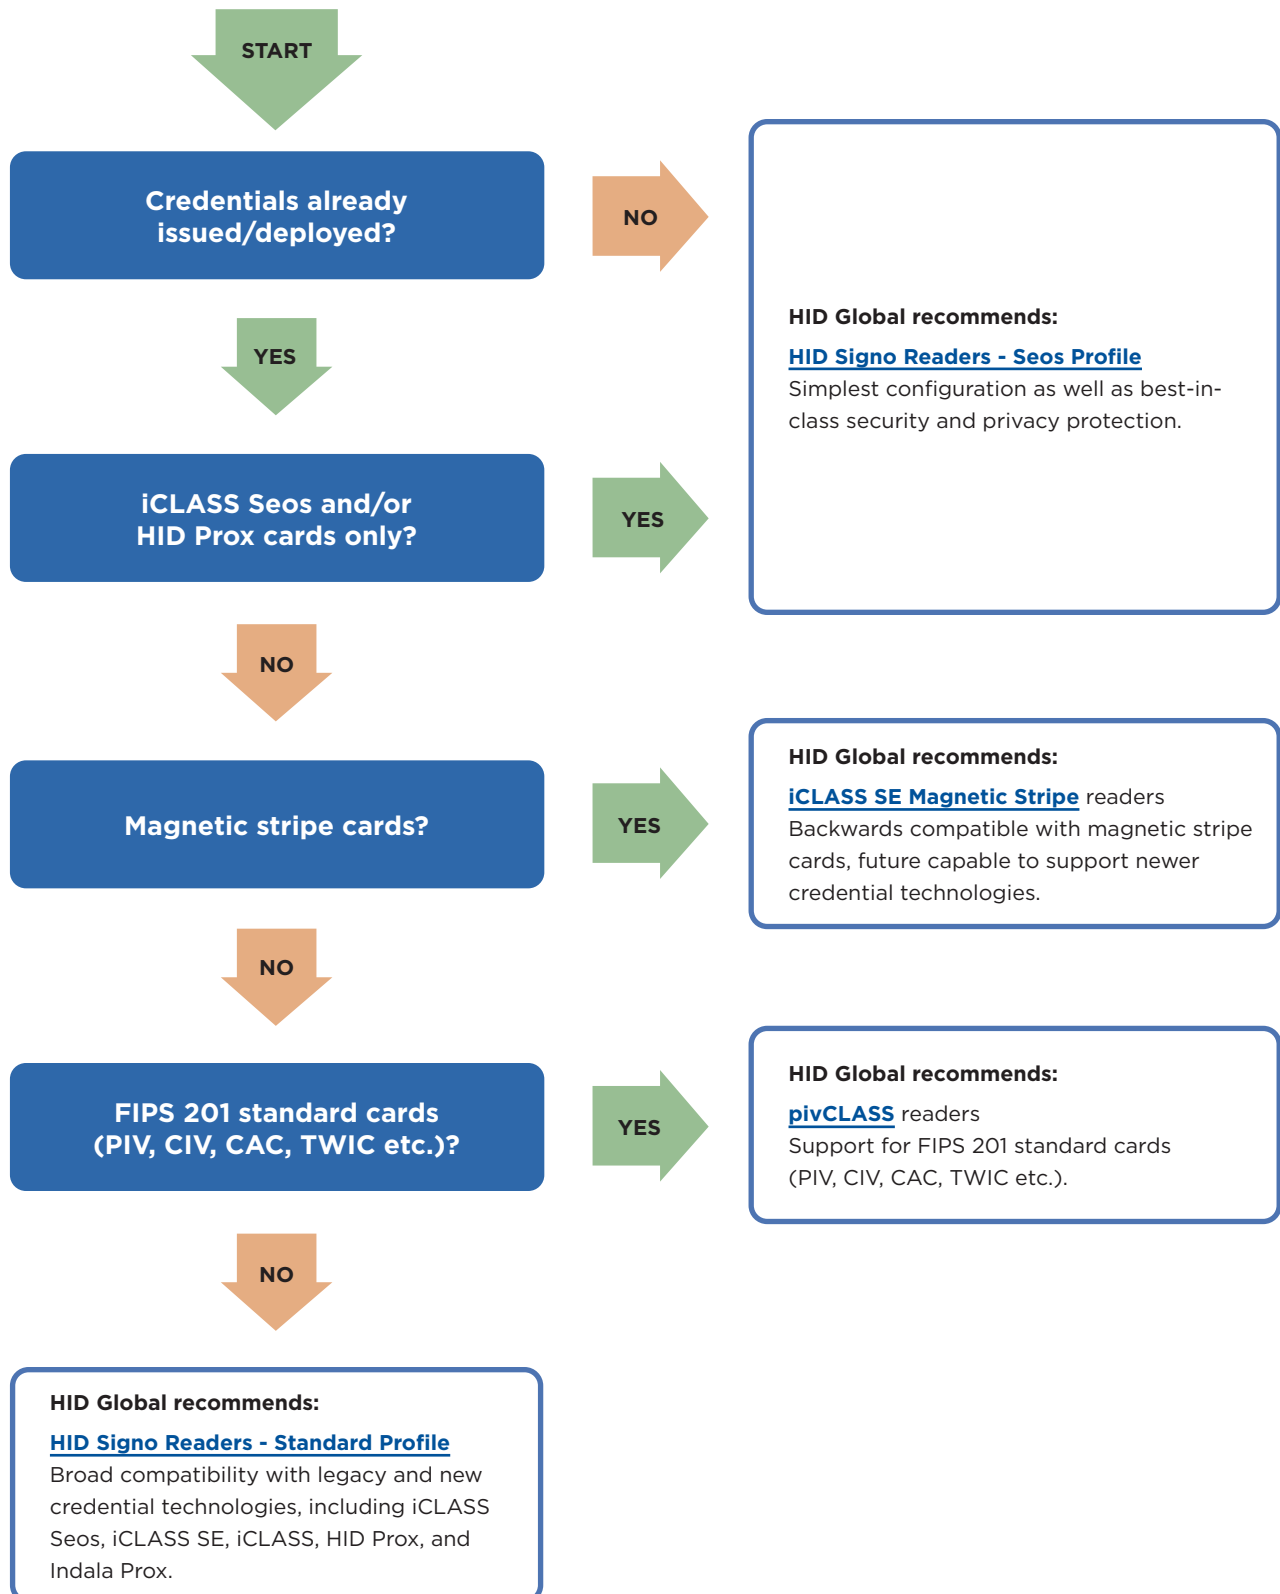 START
Credentials already
issued/deployed?
NO
HID Global recommends:
HID Signo Readers - Seos Profile
Simplest configuration as well as best-in-
class security and privacy protection.
YES
iCLASS Seos and/or
HID Prox cards only?
YES
NO
Magnetic stripe cards?
YES
HID Global recommends:
iCLASS SE Magnetic Stripe readers
Backwards compatible with magnetic stripe
cards, future capable to support newer
credential technologies.
NO
FIPS 201 standard cards
(PIV, CIV, CAC, TWIC etc.)?
YES
HID Global recommends:
pivCLASS readers
Support for FIPS 201 standard cards
(PIV, CIV, CAC, TWIC etc.).
NO
HID Global recommends:
HID Signo Readers - Standard Profile
Broad compatibility with legacy and new
credential technologies, including iCLASS
Seos, iCLASS SE, iCLASS, HID Prox, and
Indala Prox.